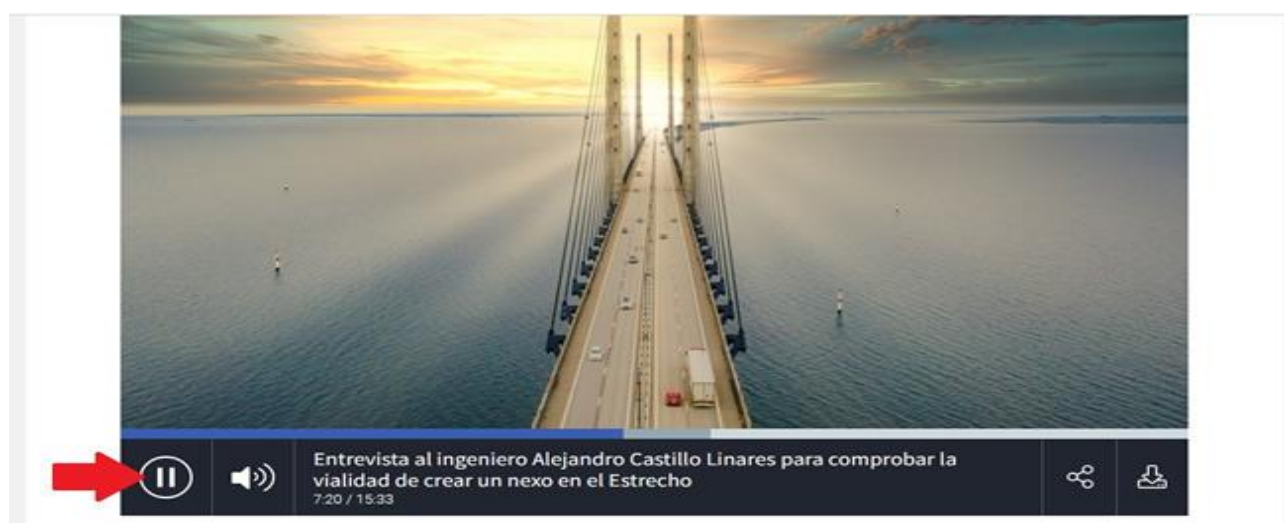 Entrevista al ingeniero Alejandro Castillo Linares para comprobar la
vialidad de crear un nexo en el Estrecho
7:20 / 15:33